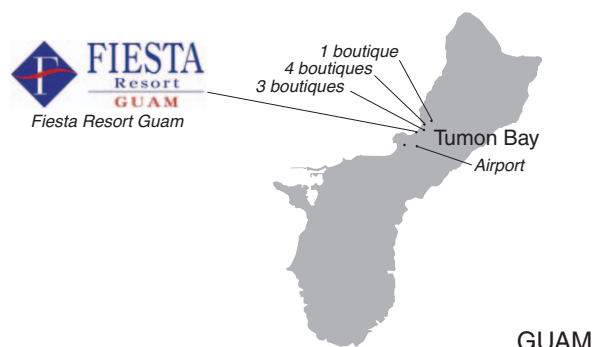 1 boutique
4 boutiques
3 boutiques
F
FIESTA
Resort
GUAM
Fiesta Resort Guam
Tumon Bay
Airport
GUAM